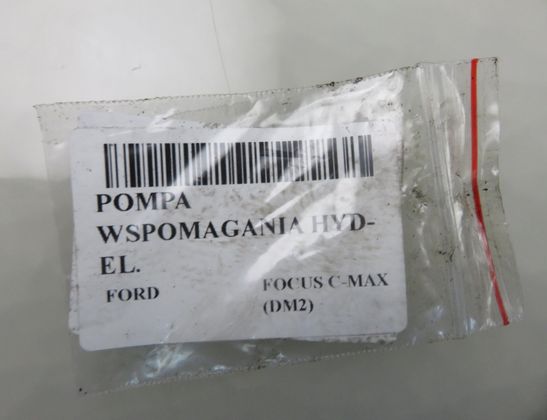 POMPA
WSPOMAGANIA HYD-
EL.
FORD
FOCUS C-MAX
(DM2)